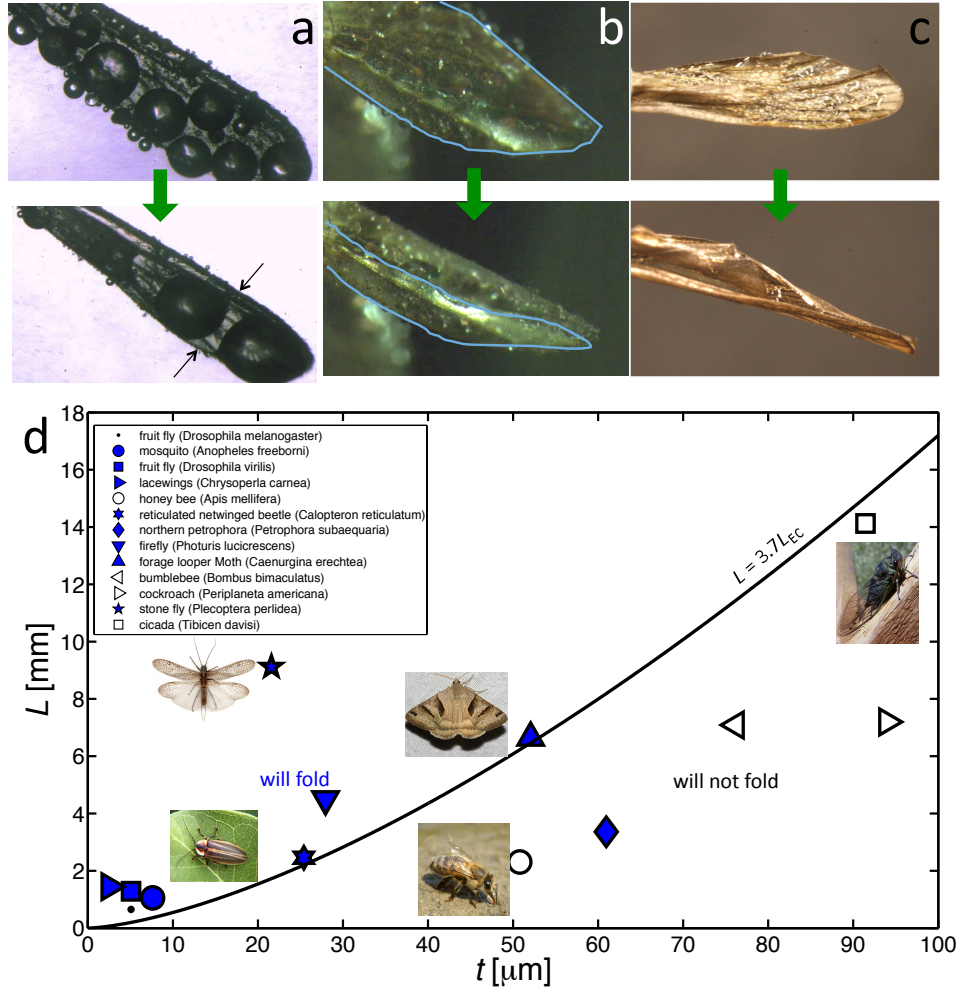 a
b
c
d
18
16
14
12
10
8
6
4
2
0
L [mm]
fruit fly (Drosophila melanogaster)
mosquito (Anopheles freeborni)
fruit fly (Drosophila virilis)
lacewings (Chrysoperla carnea)
honey bee (Apis mellifera)
reticulated netwinged beetle (Calopteron reticulatum)
northern petrophora (Petrophora subaequaria)
firefly (Photuris lucicrescens)
forage looper Moth (Caenurgina erechtea)
bumblebee (Bombus bimaculatus)
cockroach (Periplaneta americana)
stone fly (Plecoptera perlidea)
cicada (Tibicen davisi)
L = 3.7LEC
will fold
will not fold
0 10 20 30 40 50 60 70 80 90 100
t [μm]